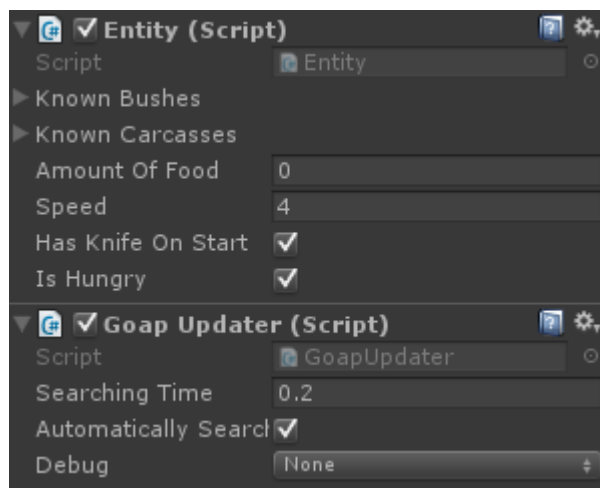 Entity (Script)
Script Entity
Known Bushes
Known Carcasses
Amount Of Food 0
Speed 4
Has Knife On Start
Is Hungry
Goap Updater (Script)
Script GoapUpdater
Searching Time 0.2
Automatically Search
Debug None